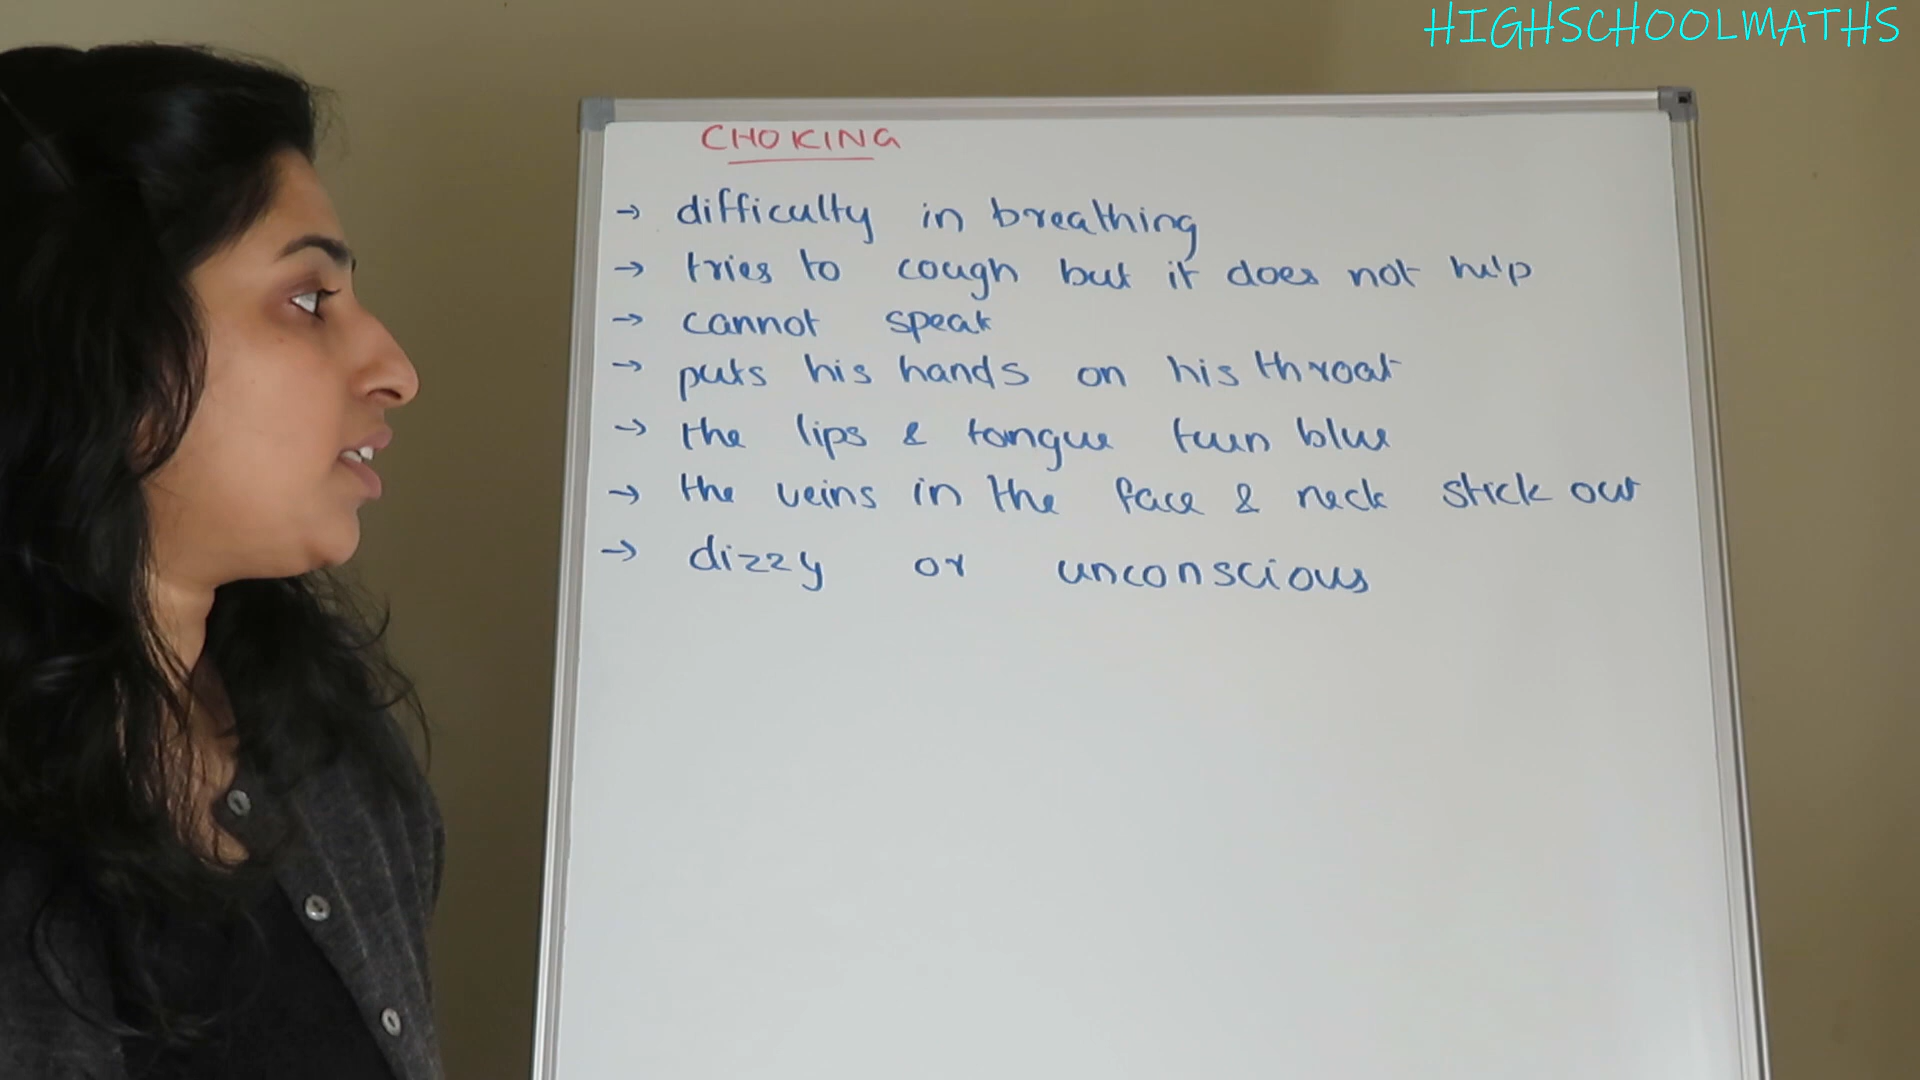 HIGHSCHOOLMATHS
CHOKING
→ difficulty in breathing
→ tries to cough but it does not help
→ cannot speak
→ puts his hands on his throat
→ the lips & tongue turn blue
→ the veins in the face & neck stick out
→ dizzy or unconscious